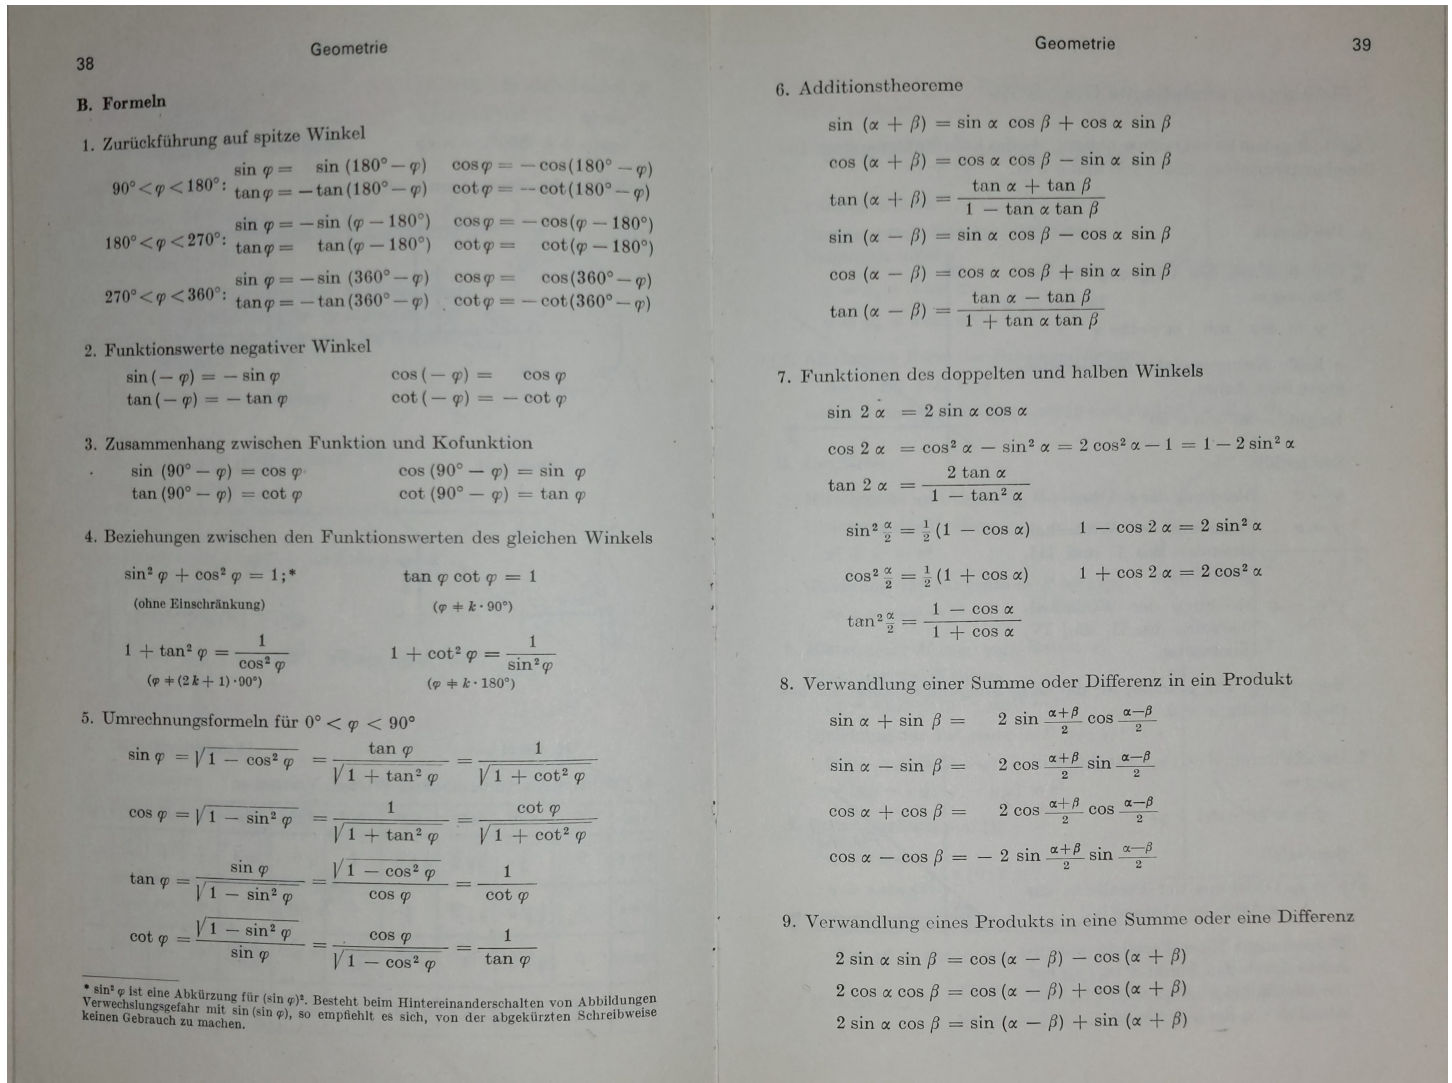 38
Geometrie
B. Formeln
1. Zurückführung auf spitze Winkel
90° < φ < 180°: sin φ = sin (180° − φ) cos φ = − cos (180° − φ)
tan φ = − tan (180° − φ) cot φ = − cot (180° − φ)
180° < φ < 270°: sin φ = − sin (φ − 180°) cos φ = − cos (φ − 180°)
tan φ = tan (φ − 180°) cot φ = cot (φ − 180°)
270° < φ < 360°: sin φ = − sin (360° − φ) cos φ = cos (360° − φ)
tan φ = − tan (360° − φ) cot φ = − cot (360° − φ)
2. Funktionswerte negativer Winkel
sin (− φ) = − sin φ cos (− φ) = cos φ
tan (− φ) = − tan φ cot (− φ) = − cot φ
3. Zusammenhang zwischen Funktion und Kofunktion
sin (90° − φ) = cos φ cos (90° − φ) = sin φ
tan (90° − φ) = cot φ cot (90° − φ) = tan φ
4. Beziehungen zwischen den Funktionswerten des gleichen Winkels
sin² φ + cos² φ = 1;* tan φ cot φ = 1
(ohne Einschränkung) (φ ≠ k · 90°)
1 + tan² φ = 1/cos² φ 1 + cot² φ = 1/sin² φ
(φ ≠ (2 k + 1) · 90°) (φ ≠ k · 180°)
5. Umrechnungsformeln für 0° < φ < 90°
sin φ = √(1 − cos² φ) = tan φ/√(1 + tan² φ) = 1/√(1 + cot² φ)
cos φ = √(1 − sin² φ) = 1/√(1 + tan² φ) = cot φ/√(1 + cot² φ)
tan φ = sin φ/√(1 − sin² φ) = √(1 − cos² φ)/cos φ = 1/cot φ
cot φ = √(1 − sin² φ)/sin φ = cos φ/√(1 − cos² φ) = 1/tan φ
* sin² φ ist eine Abkürzung für (sin φ)². Besteht beim Hintereinanderschalten von Abbildungen
Verwechslungsgefahr mit sin (sin φ), so empfiehlt es sich, von der abgekürzten Schreibweise
keinen Gebrauch zu machen.
Geometrie
39
6. Additionstheoreme
sin (α + β) = sin α cos β + cos α sin β
cos (α + β) = cos α cos β − sin α sin β
tan (α + β) = (tan α + tan β)/(1 − tan α tan β)
sin (α − β) = sin α cos β − cos α sin β
cos (α − β) = cos α cos β + sin α sin β
tan (α − β) = (tan α − tan β)/(1 + tan α tan β)
7. Funktionen des doppelten und halben Winkels
sin 2 α = 2 sin α cos α
cos 2 α = cos² α − sin² α = 2 cos² α − 1 = 1 − 2 sin² α
tan 2 α = 2 tan α/(1 − tan² α)
sin² α/2 = 1/2 (1 − cos α) 1 − cos 2 α = 2 sin² α
cos² α/2 = 1/2 (1 + cos α) 1 + cos 2 α = 2 cos² α
tan² α/2 = (1 − cos α)/(1 + cos α)
8. Verwandlung einer Summe oder Differenz in ein Produkt
sin α + sin β = 2 sin (α+β)/2 cos (α−β)/2
sin α − sin β = 2 cos (α+β)/2 sin (α−β)/2
cos α + cos β = 2 cos (α+β)/2 cos (α−β)/2
cos α − cos β = − 2 sin (α+β)/2 sin (α−β)/2
9. Verwandlung eines Produkts in eine Summe oder eine Differenz
2 sin α sin β = cos (α − β) − cos (α + β)
2 cos α cos β = cos (α − β) + cos (α + β)
2 sin α cos β = sin (α − β) + sin (α + β)